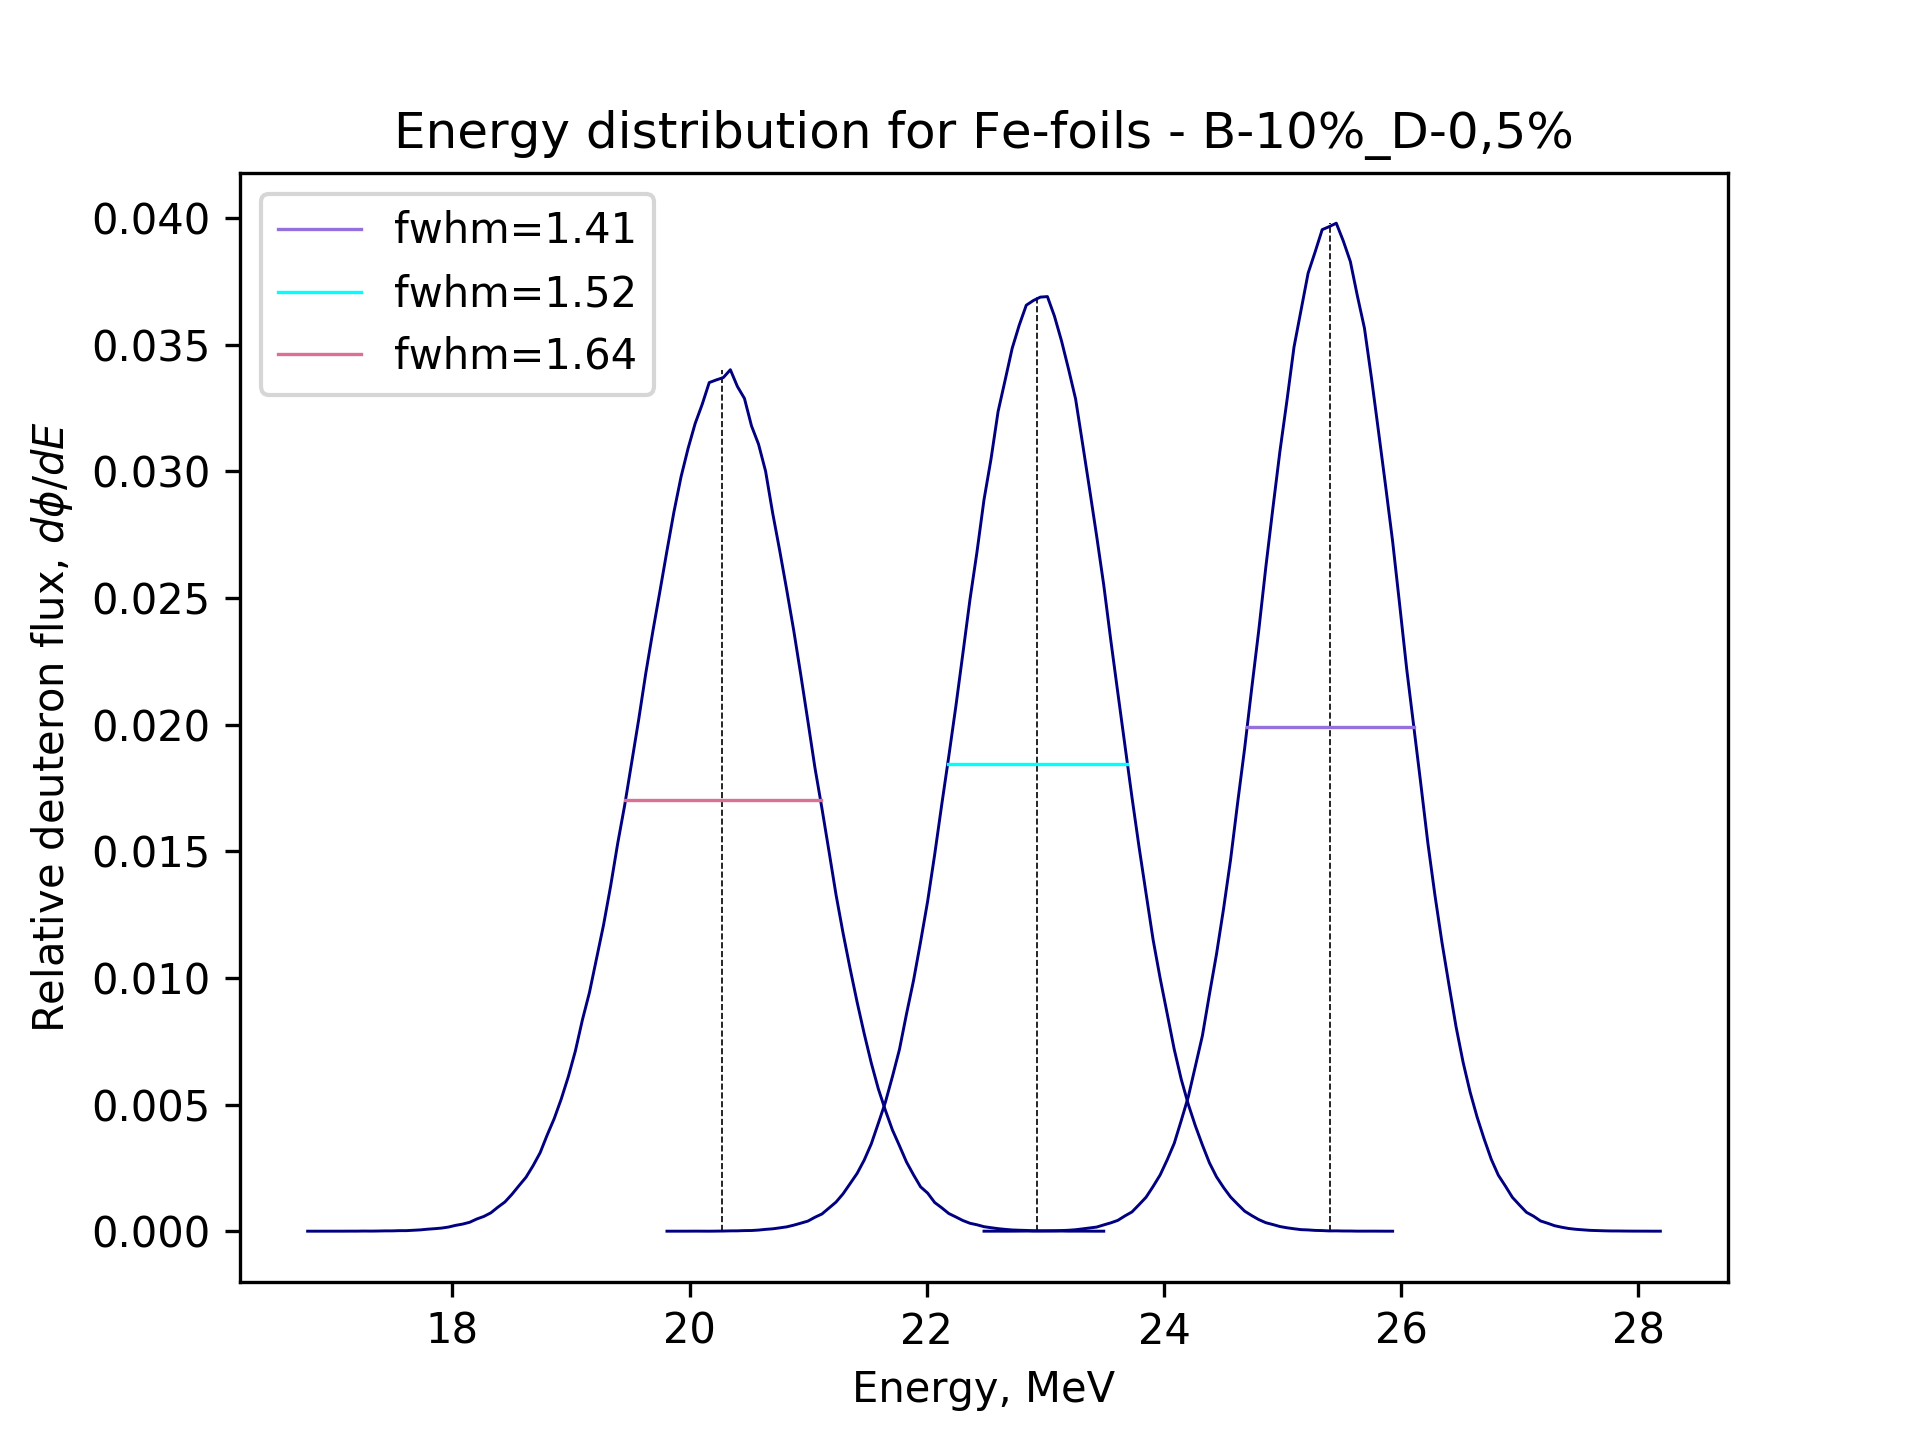 Energy distribution for Fe-foils - B-10%_D-0,5%
fwhm=1.41
fwhm=1.52
fwhm=1.64
Relative deuteron flux, dϕ/dE
0.040
0.035
0.030
0.025
0.020
0.015
0.010
0.005
0.000
18 20 22 24 26 28
Energy, MeV